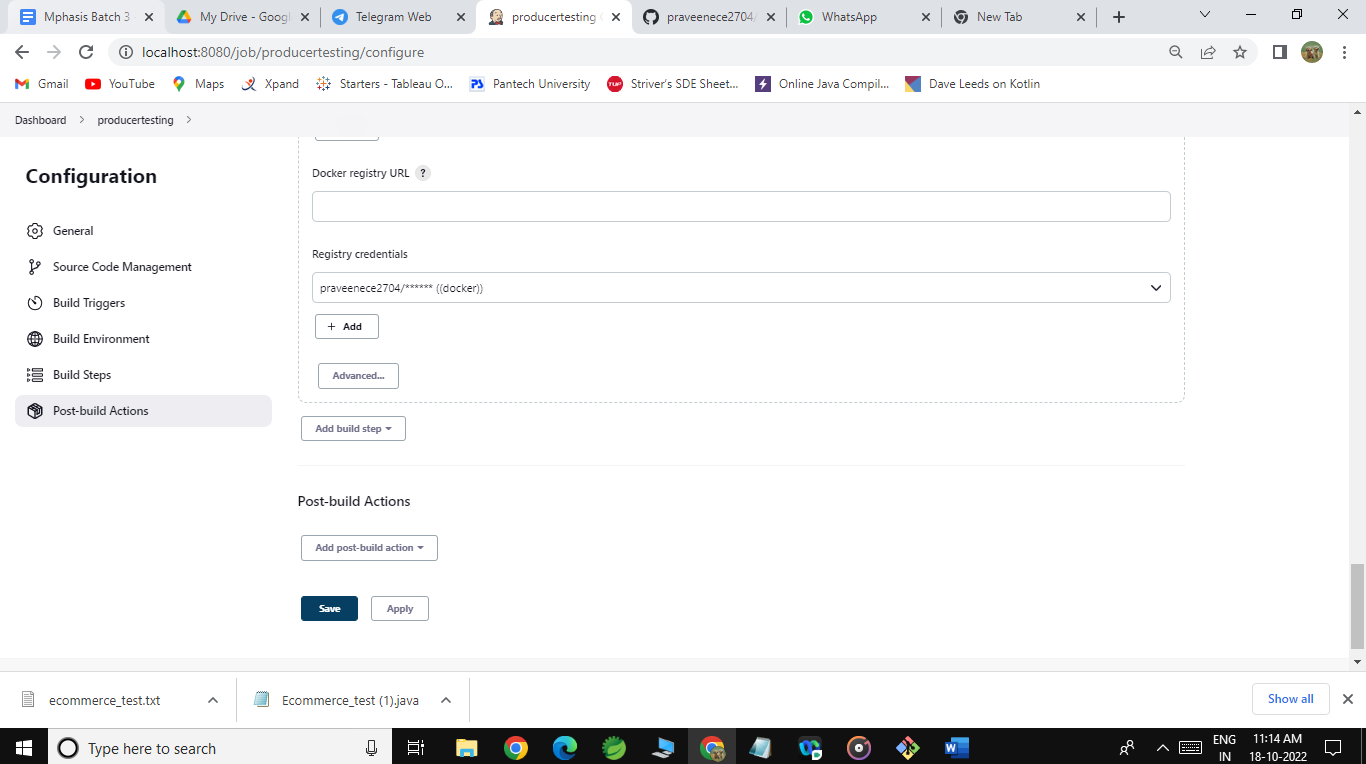 Mphasis Batch 3
My Drive - Googl
Telegram Web
producertesting
praveenece2704/
WhatsApp
New Tab
localhost:8080/job/producertesting/configure
Gmail
YouTube
Maps
Xpand
Starters - Tableau O...
Pantech University
Striver's SDE Sheet...
Online Java Compil...
Dave Leeds on Kotlin
Dashboard
producertesting
Configuration
General
Source Code Management
Build Triggers
Build Environment
Build Steps
Post-build Actions
Docker registry URL ?
Registry credentials
praveenece2704/****** ((docker))
+ Add
Advanced...
Add build step
Post-build Actions
Add post-build action
Save
Apply
ecommerce_test.txt
Ecommerce_test (1).java
Show all
Type here to search
ENG
IN
11:14 AM
18-10-2022